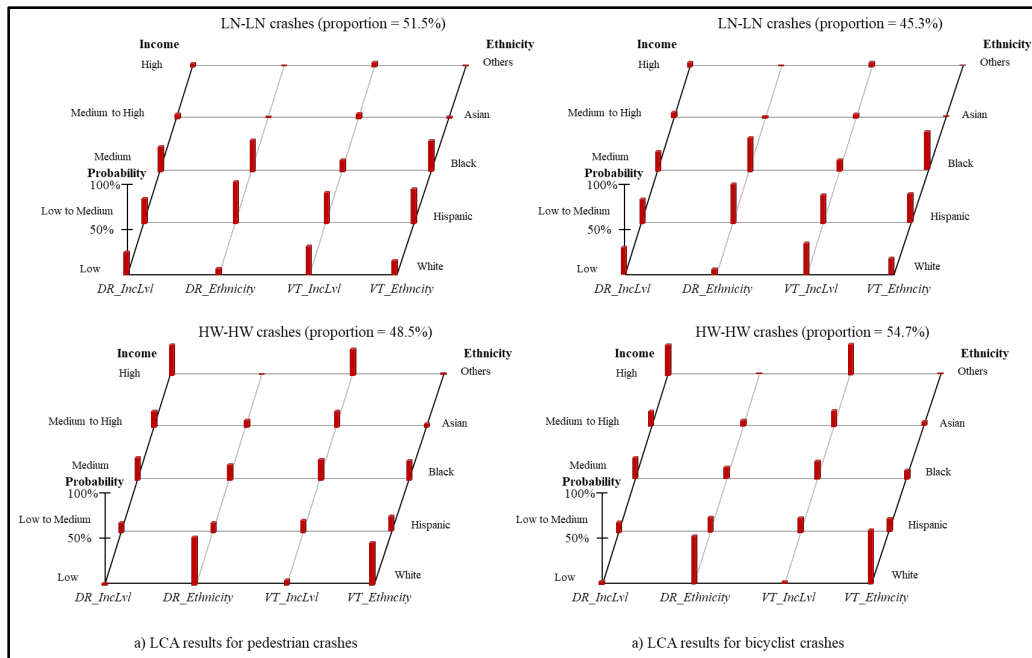 LN-LN crashes (proportion = 51.5%)
Income
Ethnicity
High
Others
Medium to High
Asian
Medium
Black
Probability
100%
Low to Medium
Hispanic
50%
Low
White
DR_IncLvl
DR_Ethnicity
VT_IncLvl
VT_Ethncity
LN-LN crashes (proportion = 45.3%)
Income
Ethnicity
High
Others
Medium to High
Asian
Medium
Black
Probability
100%
Low to Medium
Hispanic
50%
Low
White
DR_IncLvl
DR_Ethnicity
VT_IncLvl
VT_Ethncity
HW-HW crashes (proportion = 48.5%)
Income
Ethnicity
High
Others
Medium to High
Asian
Medium
Black
Probability
100%
Low to Medium
Hispanic
50%
Low
White
DR_IncLvl
DR_Ethnicity
VT_IncLvl
VT_Ethncity
a) LCA results for pedestrian crashes
HW-HW crashes (proportion = 54.7%)
Income
Ethnicity
High
Others
Medium to High
Asian
Medium
Black
Probability
100%
Low to Medium
Hispanic
50%
Low
White
DR_IncLvl
DR_Ethnicity
VT_IncLvl
VT_Ethncity
a) LCA results for bicyclist crashes